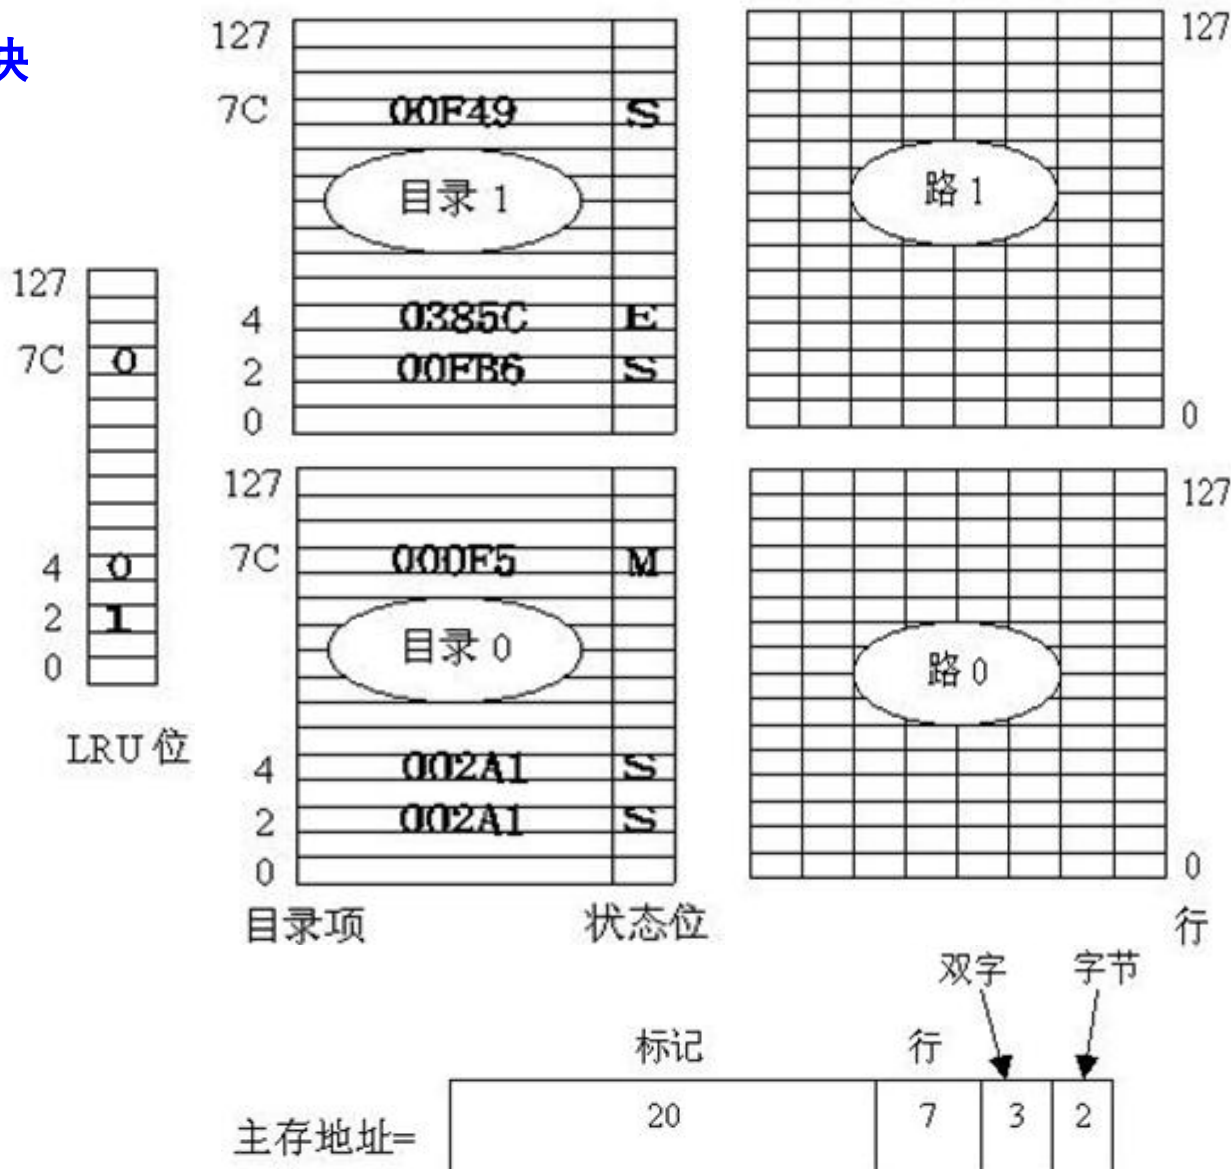 块
127
7C 00F49 S
目录 1
4 0385C E
2 00FB6 S
0
127
路 1
0
127
7C 0
4 0
2 1
0
LRU 位
127
7C 000F5 M
目录 0
4 002A1 S
2 002A1 S
0
目录项 状态位
127
路 0
0
行
双字 字节
标记 行
主存地址= 20 7 3 2